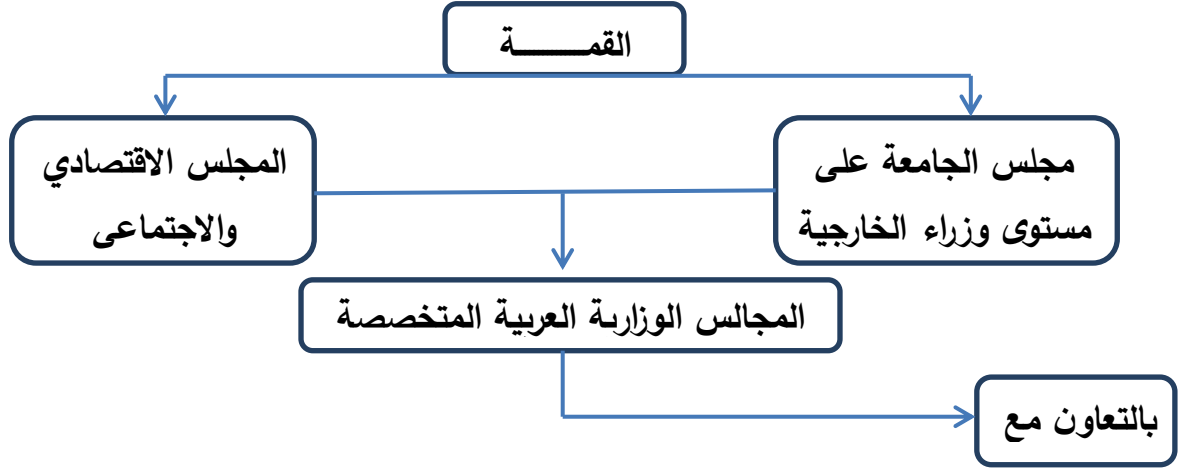 القمـــــــة
مجلس الجامعة على
مستوى وزراء الخارجية
المجلس الاقتصادي
والاجتماعى
المجالس الوزارية العربية المتخصصة
بالتعاون مع